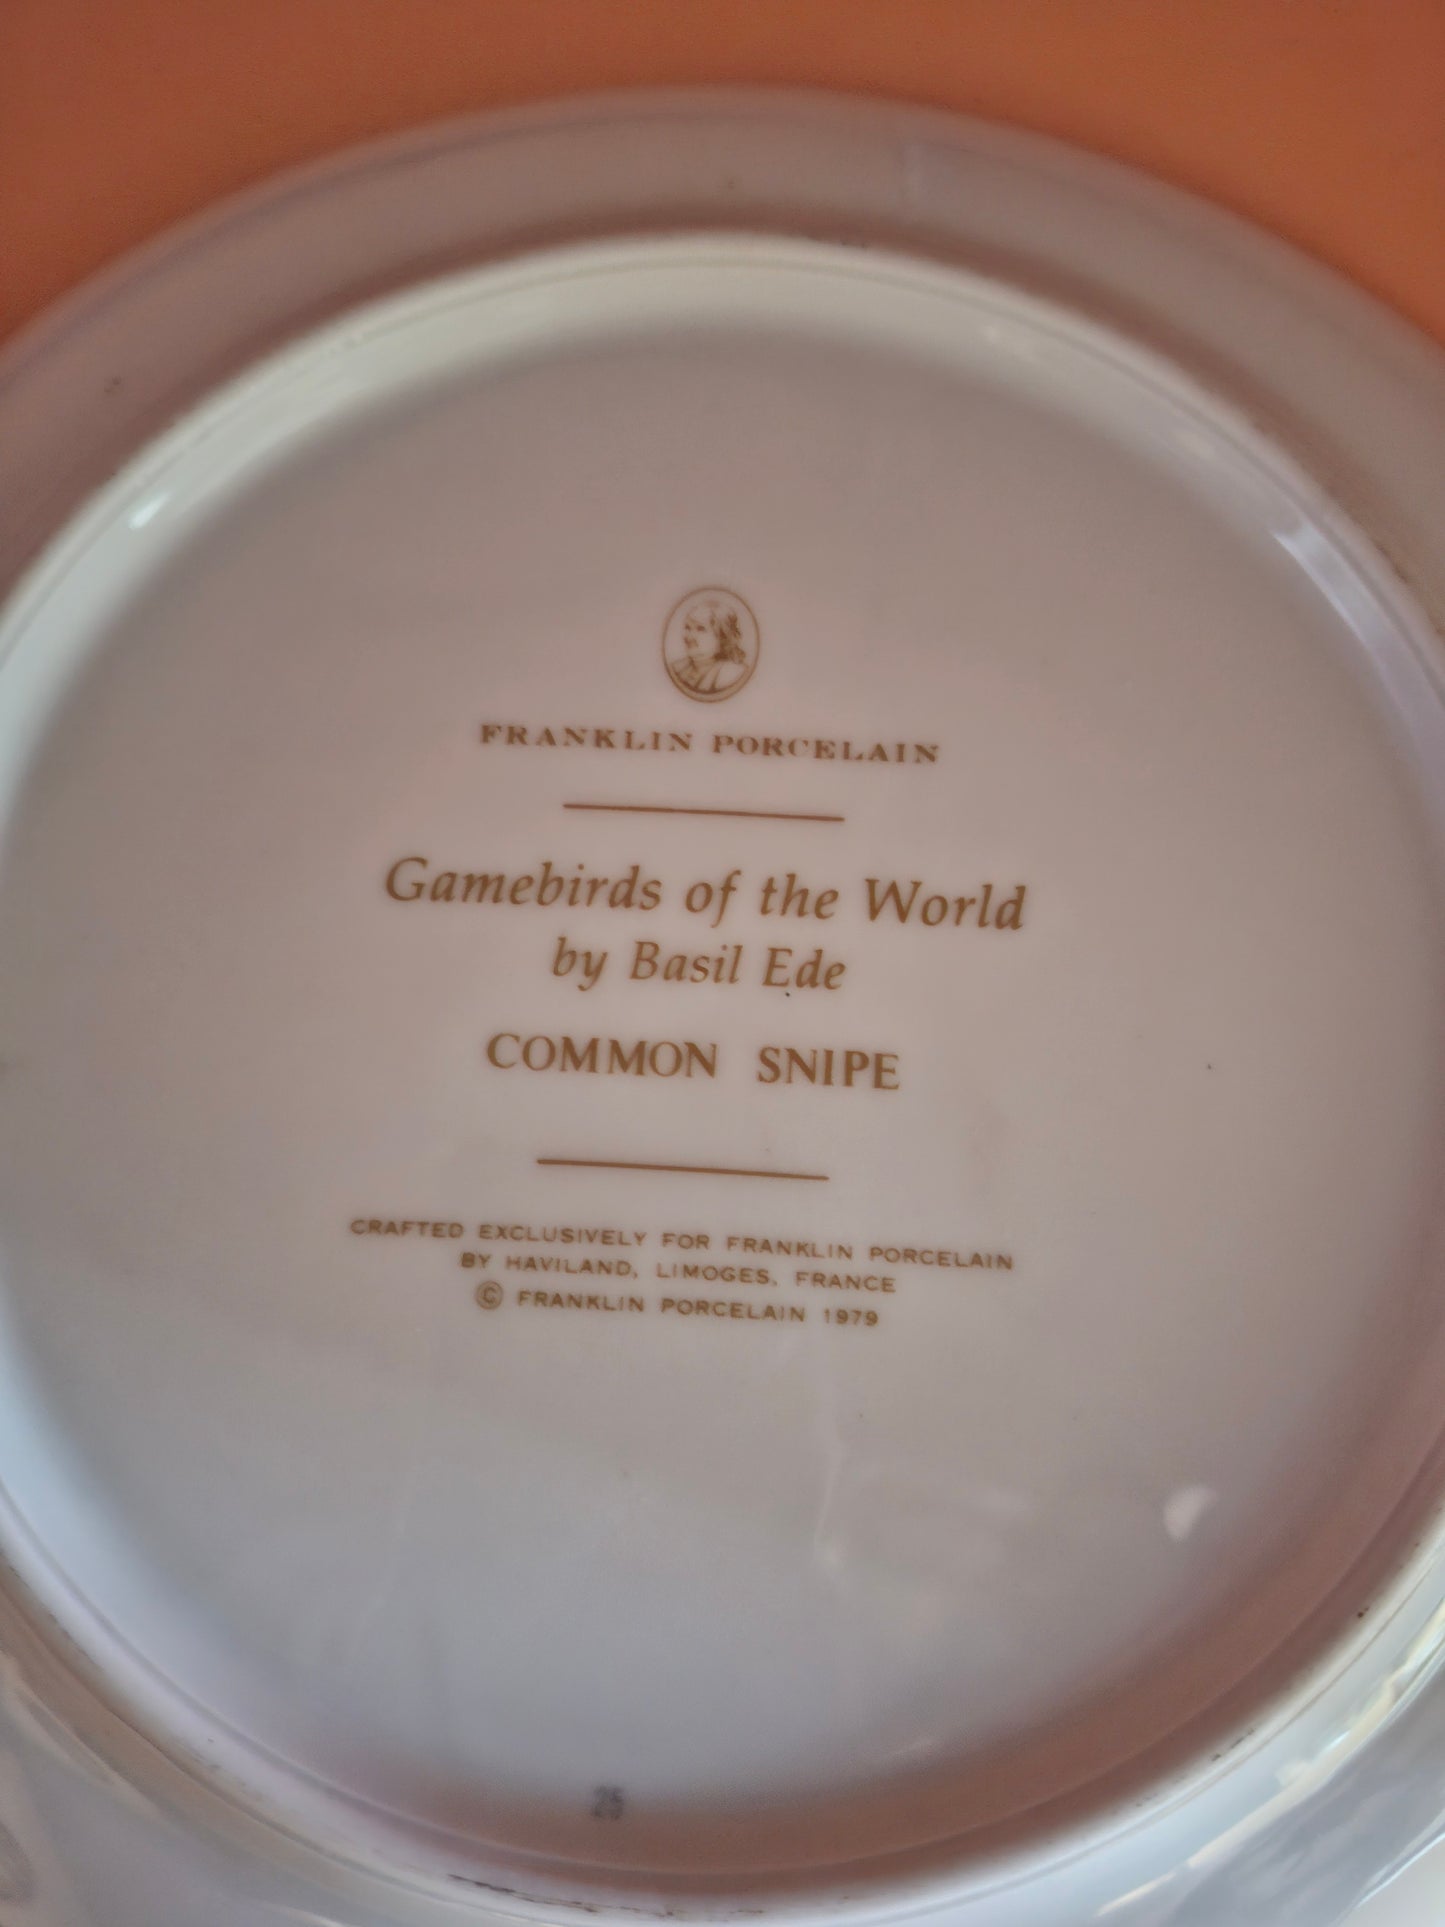 FRANKLIN PORCELAIN
Gamebirds of the World
by Basil Ede
COMMON SNIPE
CRAFTED EXCLUSIVELY FOR FRANKLIN PORCELAIN
BY HAVILAND, LIMOGES, FRANCE
© FRANKLIN PORCELAIN 1979
25